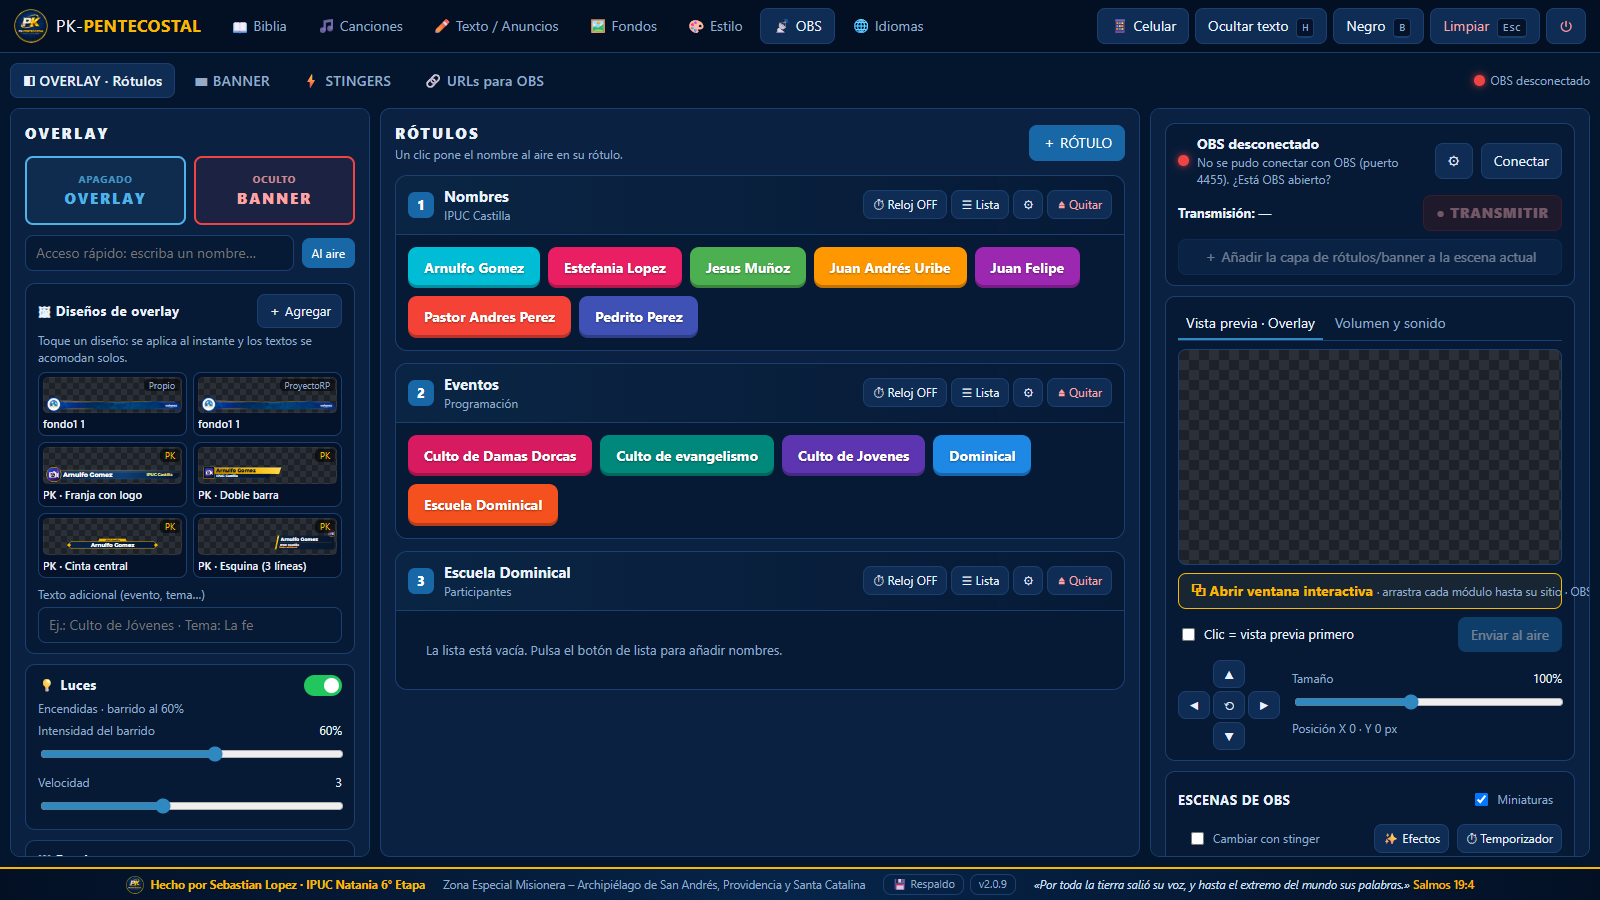 PK-PENTECOSTAL
Biblia
Canciones
Texto / Anuncios
Fondos
Estilo
OBS
Idiomas
Celular
Ocultar texto H
Negro B
Limpiar Esc
OVERLAY · Rótulos
BANNER
STINGERS
URLs para OBS
OBS desconectado
OVERLAY
APAGADO
OVERLAY
OCULTO
BANNER
Acceso rápido: escriba un nombre...
Al aire
Diseños de overlay
+ Agregar
Toque un diseño: se aplica al instante y los textos se
acomodan solos.
Propio
fondo1 1
ProyectoRP
fondo1 1
PK
Arnulfo Gomez
IPUC Castilla
PK · Franja con logo
PK
Arnulfo Gomez
PK · Doble barra
PK
Arnulfo Gomez
PK · Cinta central
PK
Arnulfo Gomez
PK · Esquina (3 líneas)
Texto adicional (evento, tema...)
Ej.: Culto de Jóvenes · Tema: La fe
Luces
Encendidas · barrido al 60%
Intensidad del barrido 60%
Velocidad 3
RÓTULOS
Un clic pone el nombre al aire en su rótulo.
+ RÓTULO
1 Nombres
IPUC Castilla
Reloj OFF
Lista
Quitar
Arnulfo Gomez
Estefania Lopez
Jesus Muñoz
Juan Andrés Uribe
Juan Felipe
Pastor Andres Perez
Pedrito Perez
2 Eventos
Programación
Reloj OFF
Lista
Quitar
Culto de Damas Dorcas
Culto de evangelismo
Culto de Jovenes
Dominical
Escuela Dominical
3 Escuela Dominical
Participantes
Reloj OFF
Lista
Quitar
La lista está vacía. Pulsa el botón de lista para añadir nombres.
OBS desconectado
No se pudo conectar con OBS (puerto
4455). ¿Está OBS abierto?
Conectar
Transmisión: —
● TRANSMITIR
+ Añadir la capa de rótulos/banner a la escena actual
Vista previa · Overlay
Volumen y sonido
Abrir ventana interactiva · arrastra cada módulo hasta su sitio · OBS
Clic = vista previa primero
Enviar al aire
Tamaño 100%
Posición X 0 · Y 0 px
ESCENAS DE OBS
Miniaturas
Cambiar con stinger
Efectos
Temporizador
Hecho por Sebastian Lopez · IPUC Natania 6° Etapa
Zona Especial Misionera – Archipiélago de San Andrés, Providencia y Santa Catalina
Respaldo
v2.0.9
«Por toda la tierra salió su voz, y hasta el extremo del mundo sus palabras.» Salmos 19:4